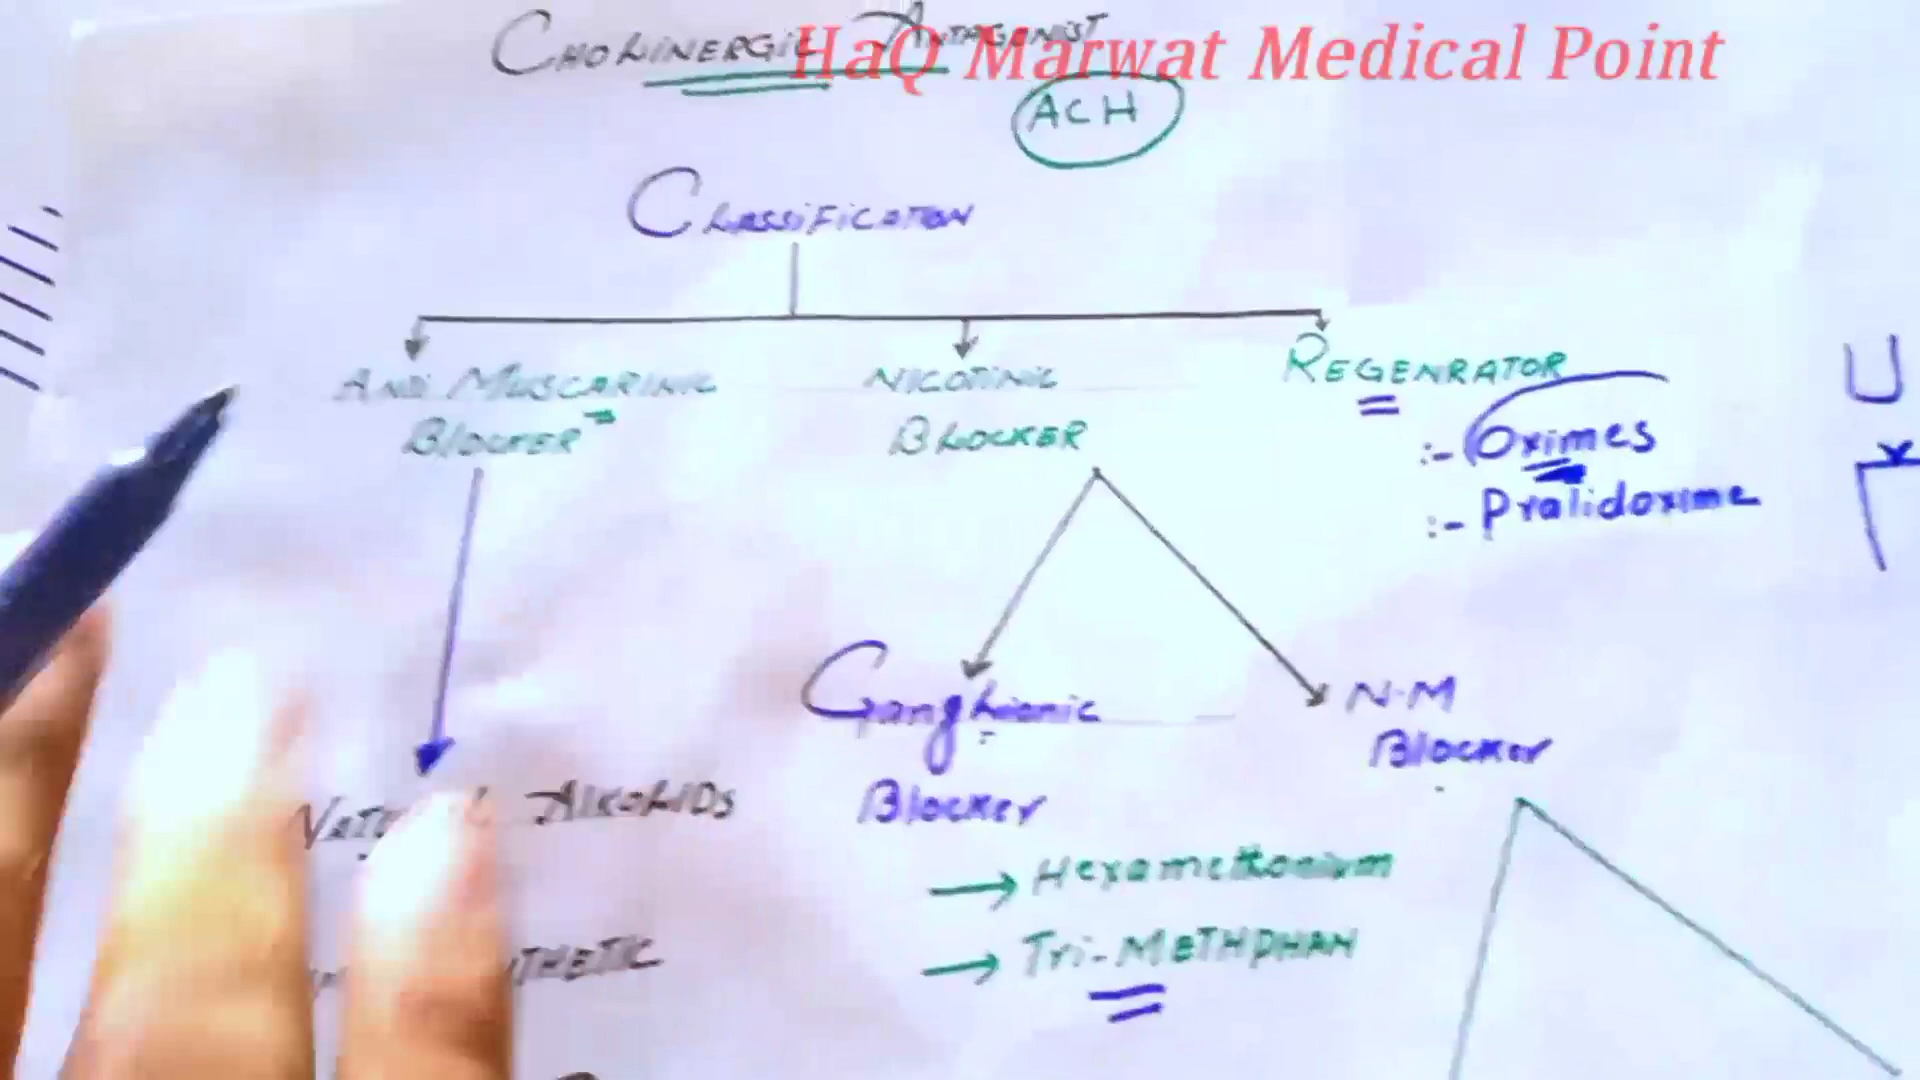 CHOLINERGIC ANTAGONIST
HaQ Marwat Medical Point
ACH
CLASSIFICATION
ANTI MUSCARINIC
BLOCKER
NICOTINIC
BLOCKER
REGENRATOR
:- Oximes
:- Pralidoxime
Ganglionic
Blocker
N-M
Blocker
ALKOLIDS
→ Hexamethonium
→ Tri-METHPHAN